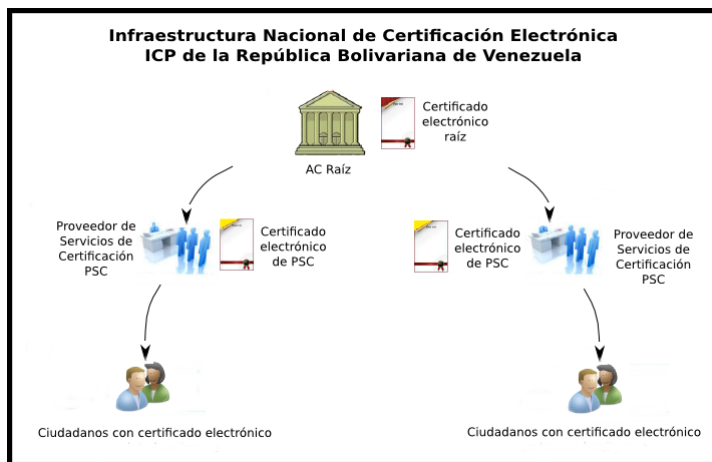 Infraestructura Nacional de Certificación Electrónica
ICP de la República Bolivariana de Venezuela
Certificado
electrónico
raíz
AC Raíz
Proveedor de
Servicios de
Certificación
PSC
Certificado
electrónico
de PSC
Certificado
electrónico
de PSC
Proveedor de
Servicios de
Certificación
PSC
Ciudadanos con certificado electrónico
Ciudadanos con certificado electrónico